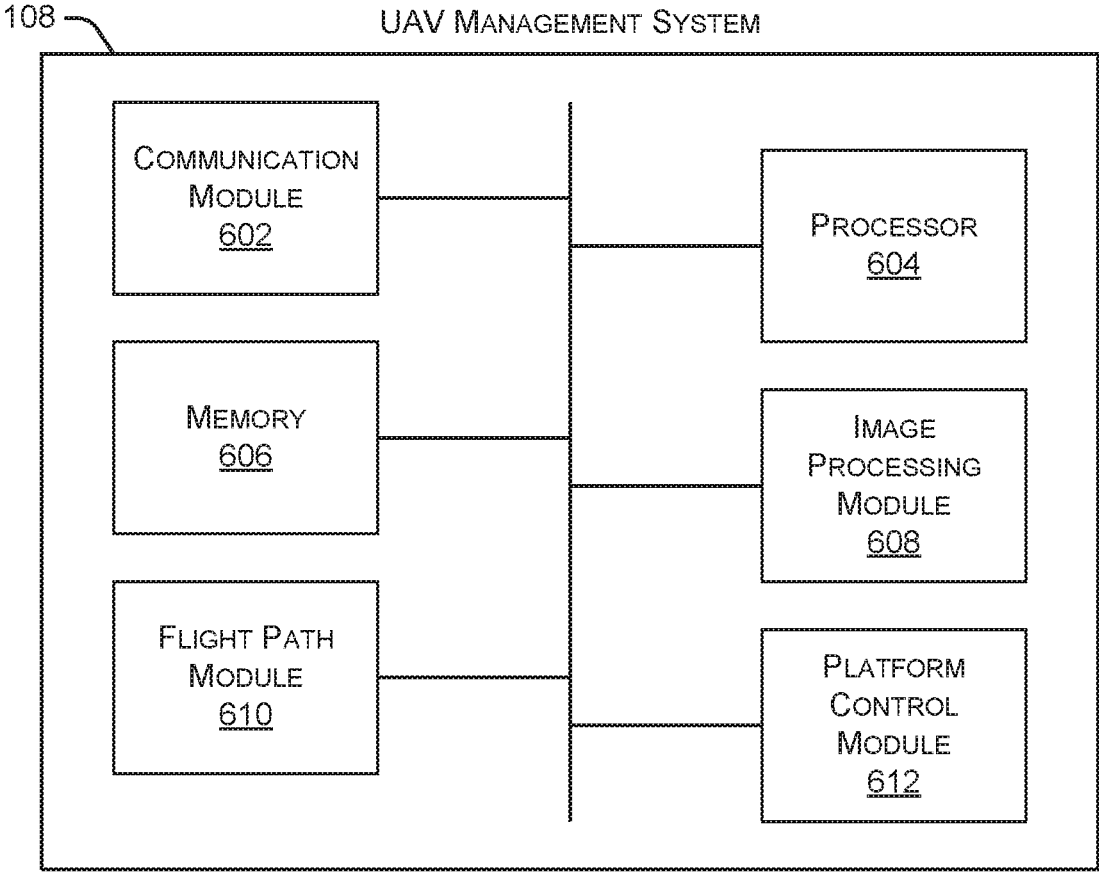 108
UAV MANAGEMENT SYSTEM
COMMUNICATION
MODULE
602
PROCESSOR
604
MEMORY
606
IMAGE
PROCESSING
MODULE
608
FLIGHT PATH
MODULE
610
PLATFORM
CONTROL
MODULE
612